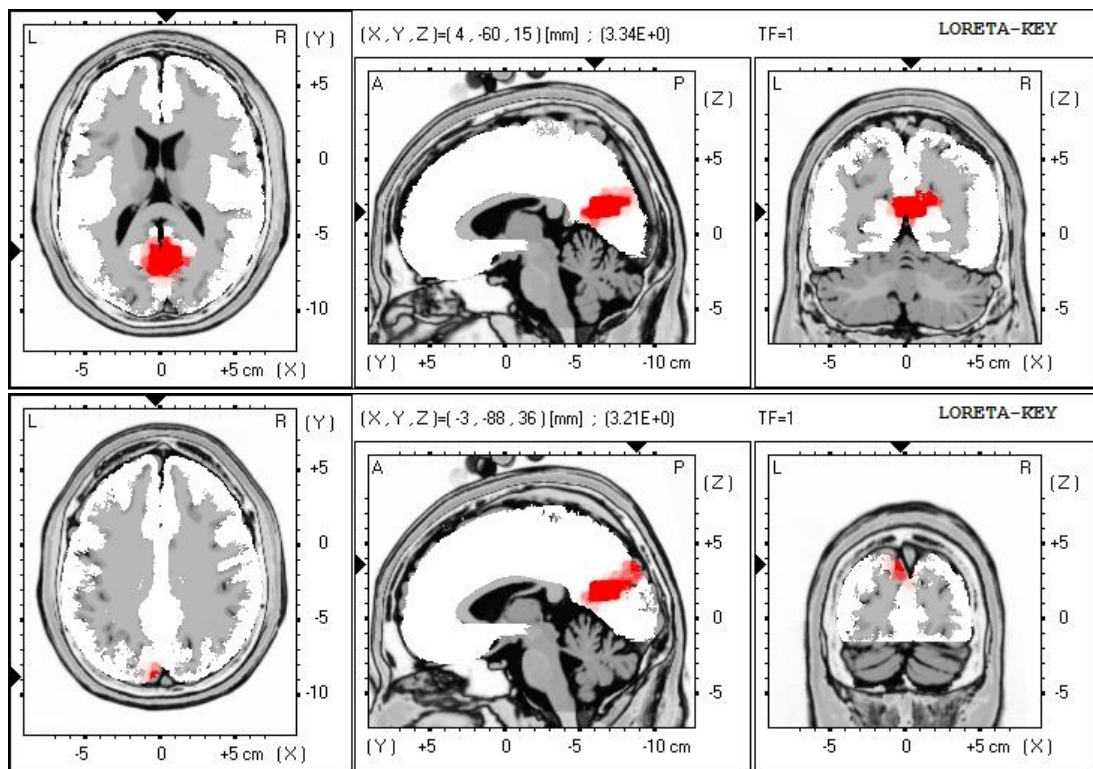 L R (Y) (X,Y,Z)=(4,-60,15)[mm] ; (3.34E+0) TF=1 LORETA-KEY
A P (Z) L R (Z)
+5 +5 +5
0 0 0
-5 -5 -5
-10
-5 0 +5 cm (X) (Y) +5 0 -5 -10 cm -5 0 +5 cm (X)
L R (Y) (X,Y,Z)=(-3,-88,36)[mm] ; (3.21E+0) TF=1 LORETA-KEY
A P (Z) L R (Z)
+5 +5 +5
0 0 0
-5 -5 -5
-10
-5 0 +5 cm (X) (Y) +5 0 -5 -10 cm -5 0 +5 cm (X)